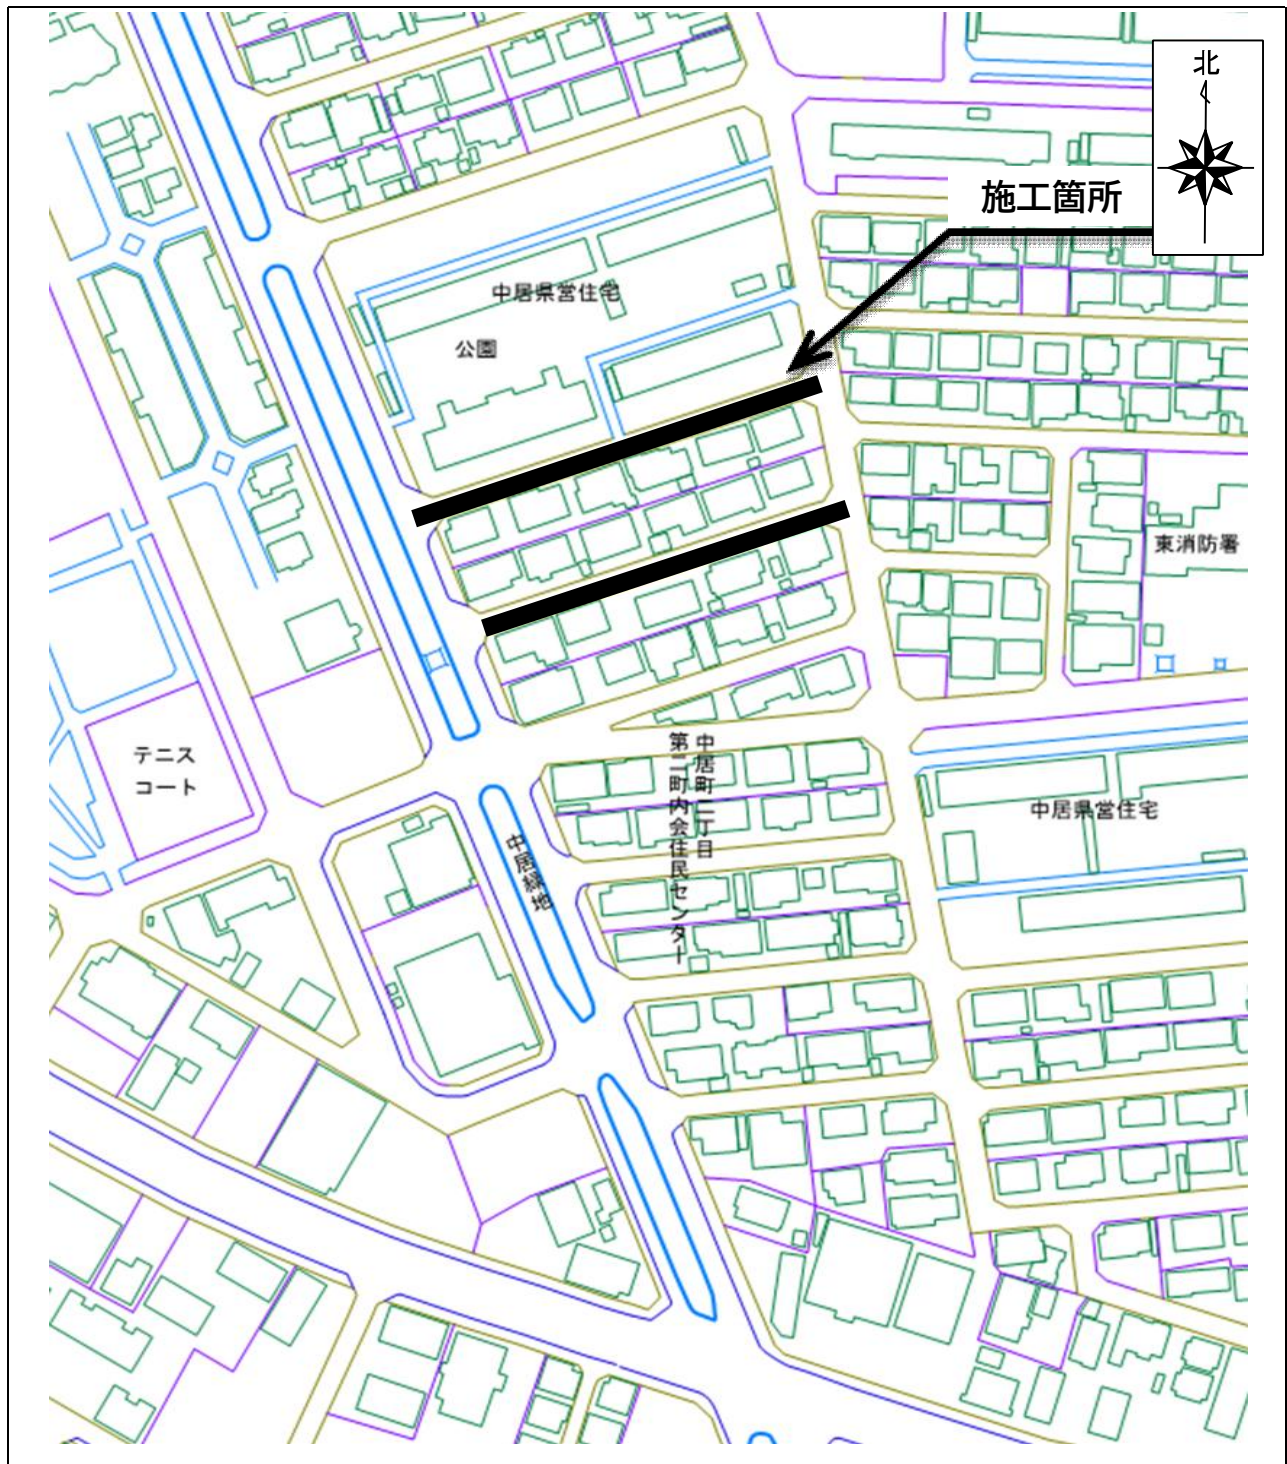 北
施工箇所
中居県営住宅
公園
東消防署
テニス
コート
中居町二丁目
第二町内会住民センター
中居県営住宅
中居緑地